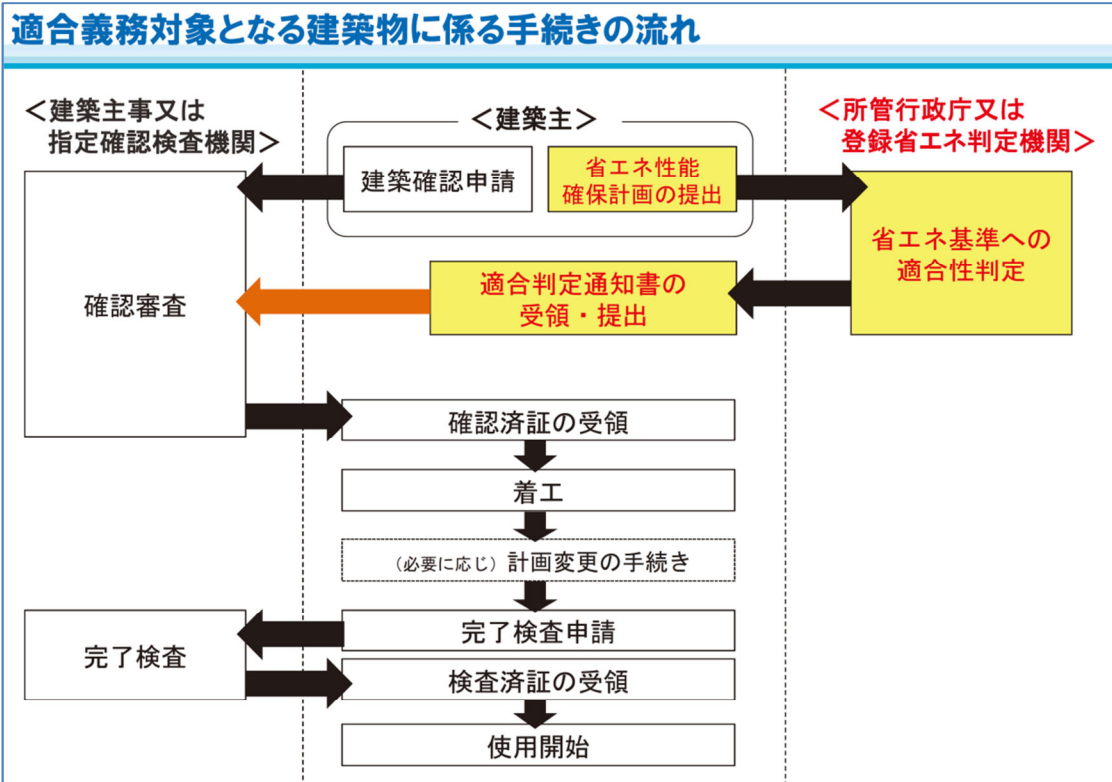 適合義務対象となる建築物に係る手続きの流れ
＜建築主事又は
指定確認検査機関＞
＜建築主＞
＜所管行政庁又は
登録省エネ判定機関＞
建築確認申請
省エネ性能
確保計画の提出
省エネ基準への
適合性判定
確認審査
適合判定通知書の
受領・提出
確認済証の受領
着工
（必要に応じ）計画変更の手続き
完了検査申請
完了検査
検査済証の受領
使用開始